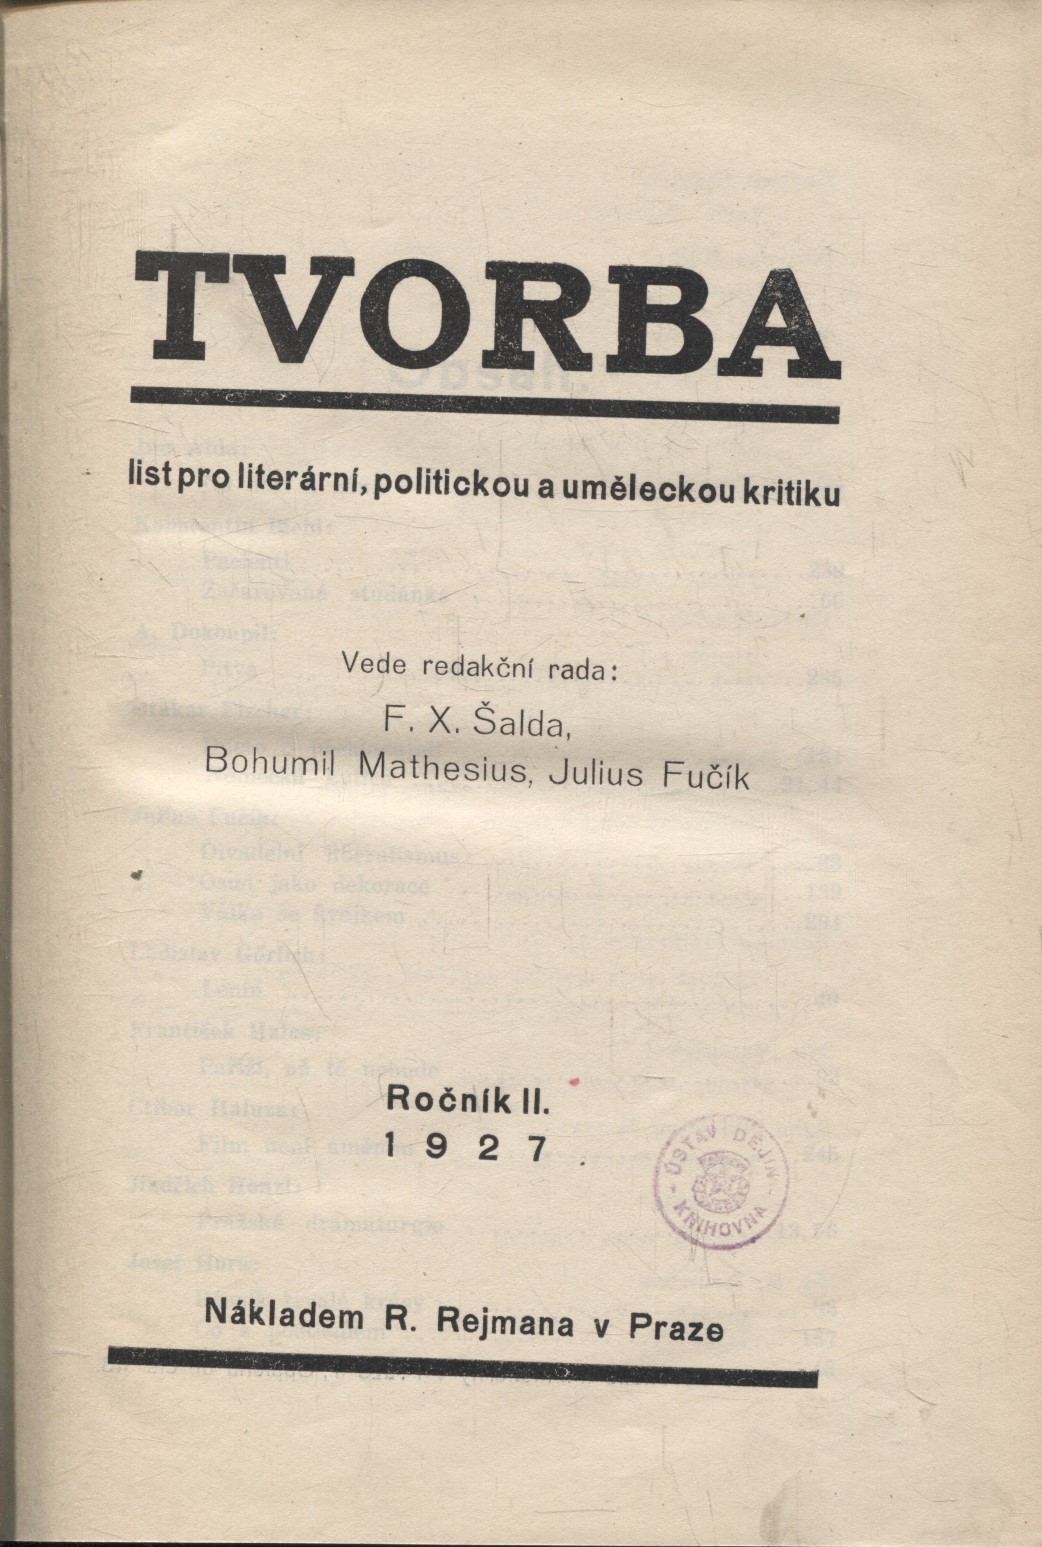 TVORBA
list pro literární, politickou a uměleckou kritiku
Vede redakční rada:
F. X. Šalda,
Bohumil Mathesius, Julius Fučík
Ročník II.
1927
ÚSTAV DĚJIN
KNIHOVNA
Nákladem R. Rejmana v Praze